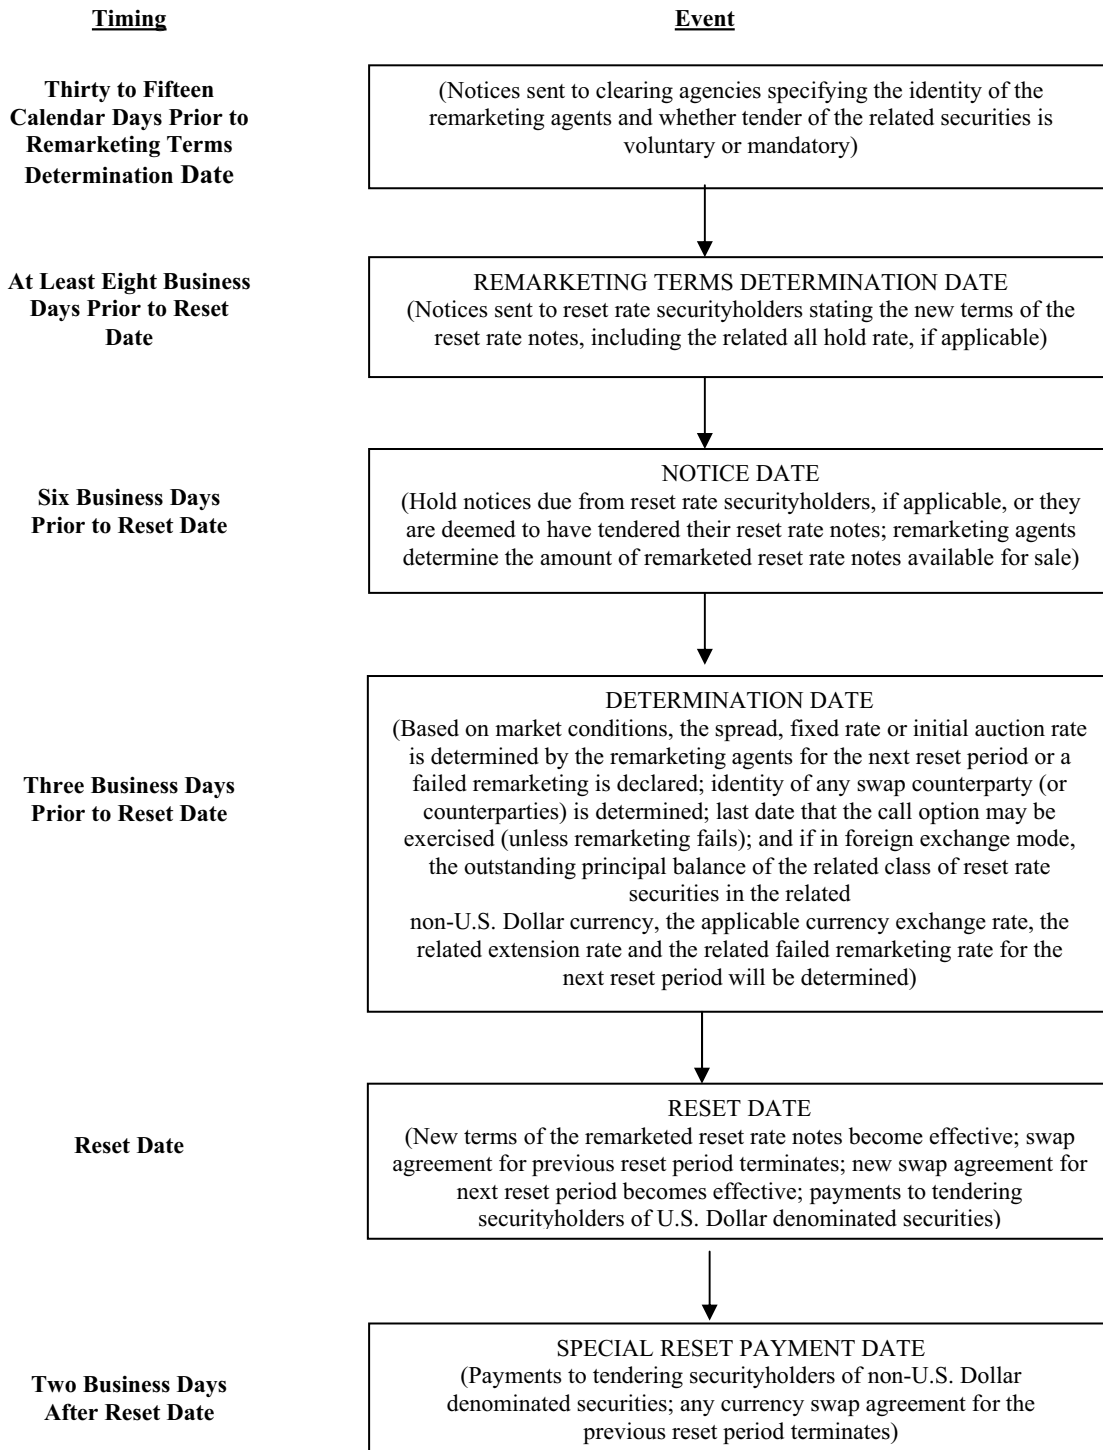 Timing
Event
Thirty to Fifteen
Calendar Days Prior to
Remarketing Terms
Determination Date
(Notices sent to clearing agencies specifying the identity of the
remarketing agents and whether tender of the related securities is
voluntary or mandatory)
At Least Eight Business
Days Prior to Reset
Date
REMARKETING TERMS DETERMINATION DATE
(Notices sent to reset rate securityholders stating the new terms of the
reset rate notes, including the related all hold rate, if applicable)
Six Business Days
Prior to Reset Date
NOTICE DATE
(Hold notices due from reset rate securityholders, if applicable, or they
are deemed to have tendered their reset rate notes; remarketing agents
determine the amount of remarketed reset rate notes available for sale)
Three Business Days
Prior to Reset Date
DETERMINATION DATE
(Based on market conditions, the spread, fixed rate or initial auction rate
is determined by the remarketing agents for the next reset period or a
failed remarketing is declared; identity of any swap counterparty (or
counterparties) is determined; last date that the call option may be
exercised (unless remarketing fails); and if in foreign exchange mode,
the outstanding principal balance of the related class of reset rate
securities in the related
non-U.S. Dollar currency, the applicable currency exchange rate, the
related extension rate and the related failed remarketing rate for the
next reset period will be determined)
Reset Date
RESET DATE
(New terms of the remarketed reset rate notes become effective; swap
agreement for previous reset period terminates; new swap agreement for
next reset period becomes effective; payments to tendering
securityholders of U.S. Dollar denominated securities)
Two Business Days
After Reset Date
SPECIAL RESET PAYMENT DATE
(Payments to tendering securityholders of non-U.S. Dollar
denominated securities; any currency swap agreement for the
previous reset period terminates)